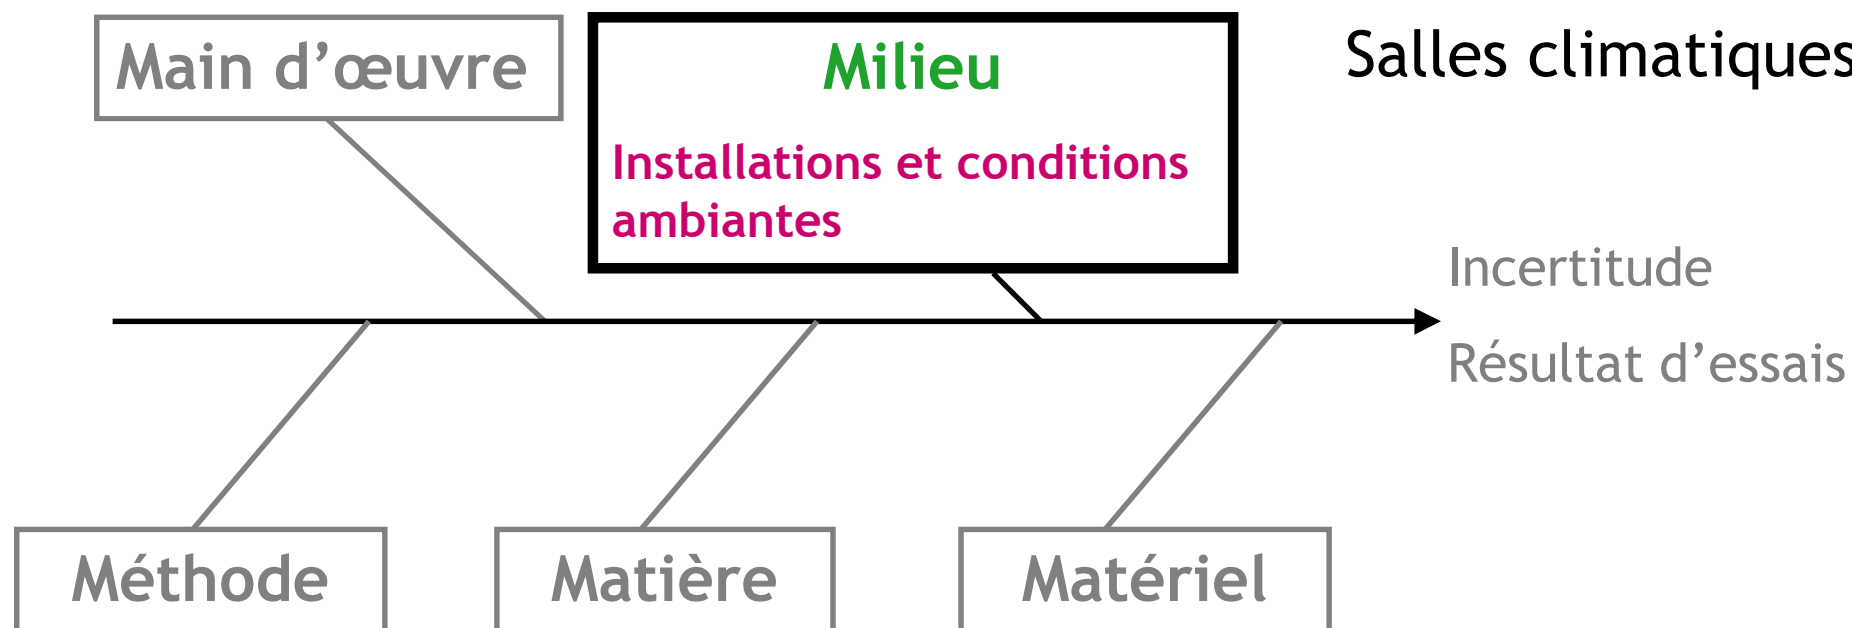 Main d’œuvre
Milieu
Salles climatiques
Installations et conditions
ambiantes
Incertitude
Résultat d’essais
Méthode
Matière
Matériel